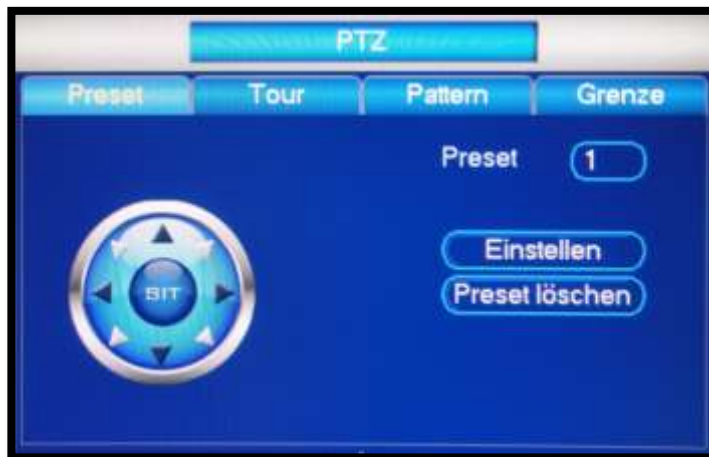 PTZ
Preset
Tour
Pattern
Grenze
Preset
1
Einstellen
SIT
Preset löschen